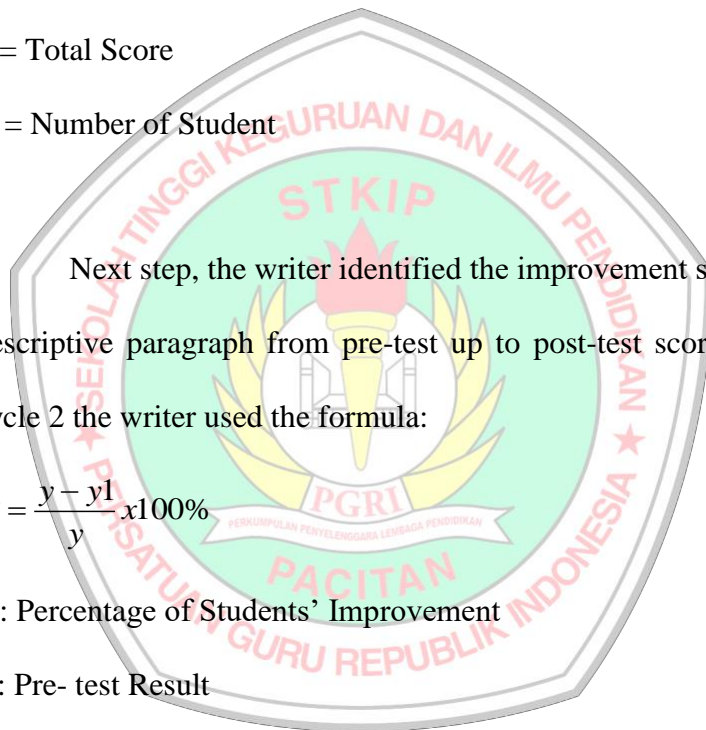 = Total Score
= Number of Student
SEKOLAH TINGGI KEGURUAN DAN ILMU PENDIDIKAN
STKIP
Next step, the writer identified the improvement s
escriptive paragraph from pre-test up to post-test scor
ycle 2 the writer used the formula:
= y − y1 / y x100%
PGRI
PERKUMPULAN PENYELENGGARA LEMBAGA PENDIDIKAN
PACITAN
★ PERSATUAN GURU REPUBLIK INDONESIA ★
: Percentage of Students' Improvement
: Pre- test Result